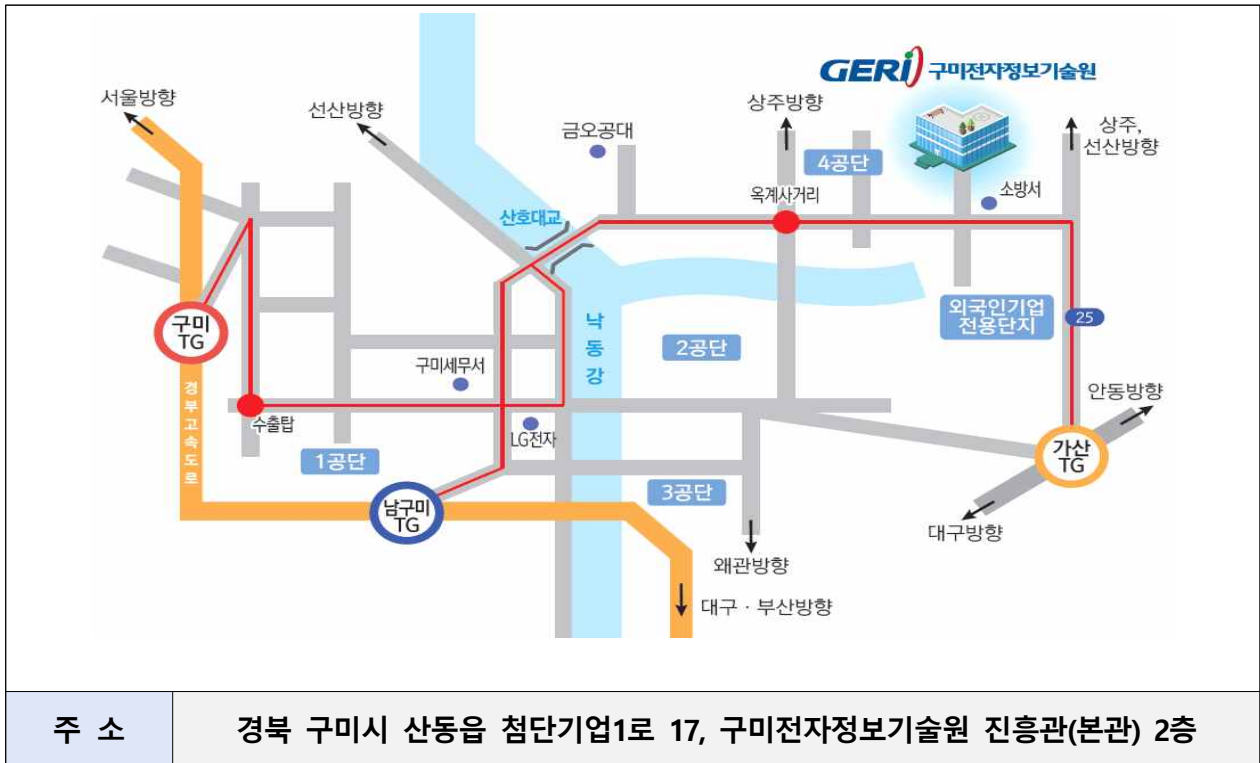 GERI 구미전자정보기술원
서울방향
선산방향
금오공대
상주방향
상주,
선산방향
4공단
옥계사거리
소방서
산호대교
구미
TG
낙동강
2공단
외국인기업
전용단지
25
구미세무서
경부고속도로
수출탑
LG전자
안동방향
1공단
가산
TG
남구미
TG
3공단
대구방향
왜관방향
대구 · 부산방향
주 소
경북 구미시 산동읍 첨단기업1로 17, 구미전자정보기술원 진흥관(본관) 2층